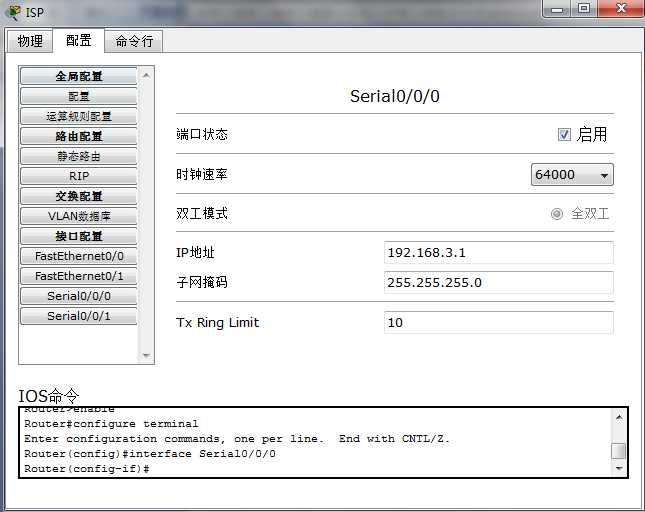 ISP
物理 配置 命令行
全局配置
配置
运算规则配置
路由配置
静态路由
RIP
交换配置
VLAN数据库
接口配置
FastEthernet0/0
FastEthernet0/1
Serial0/0/0
Serial0/0/1
Serial0/0/0
端口状态 启用
时钟速率 64000
双工模式 全双工
IP地址 192.168.3.1
子网掩码 255.255.255.0
Tx Ring Limit 10
IOS命令
Router>enable
Router#configure terminal
Enter configuration commands, one per line.  End with CNTL/Z.
Router(config)#interface Serial0/0/0
Router(config-if)#